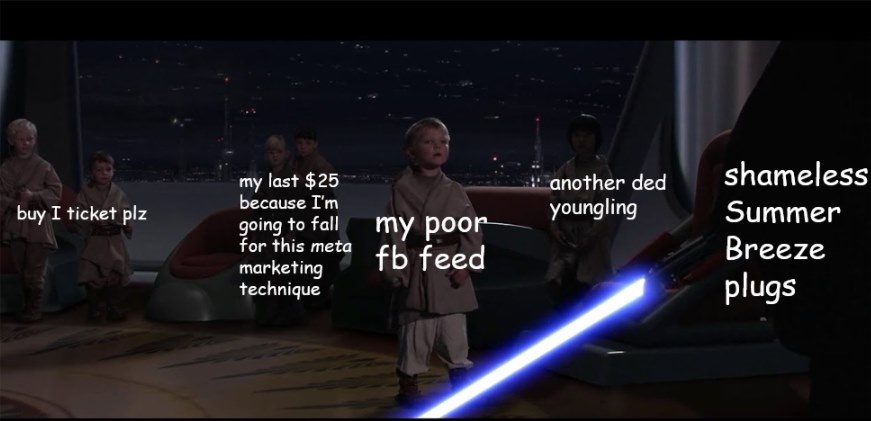 buy I ticket plz
my last $25
because I'm
going to fall
for this meta
marketing
technique
my poor
fb feed
another ded
youngling
shameless
Summer
Breeze
plugs